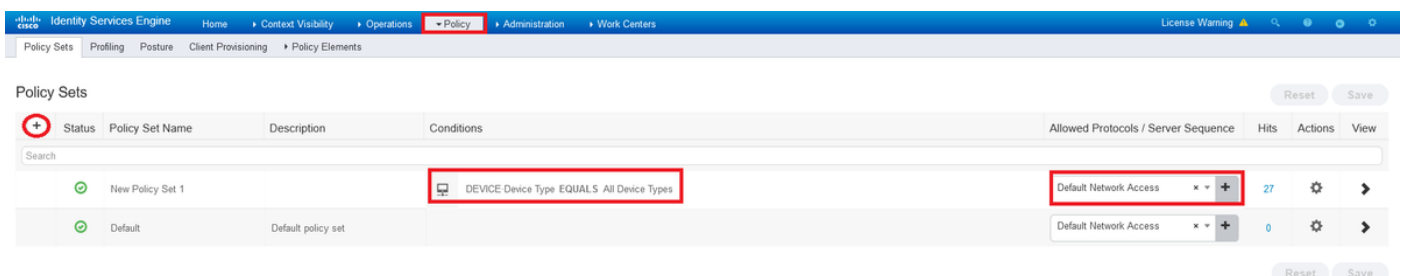 cisco Identity Services Engine Home Context Visibility Operations Policy Administration Work Centers License Warning
Policy Sets Profiling Posture Client Provisioning Policy Elements
Policy Sets
Reset Save
+ Status Policy Set Name Description Conditions Allowed Protocols / Server Sequence Hits Actions View
Search
New Policy Set 1 DEVICE Device Type EQUALS All Device Types Default Network Access × + 27
Default Default policy set Default Network Access × + 0
Reset Save